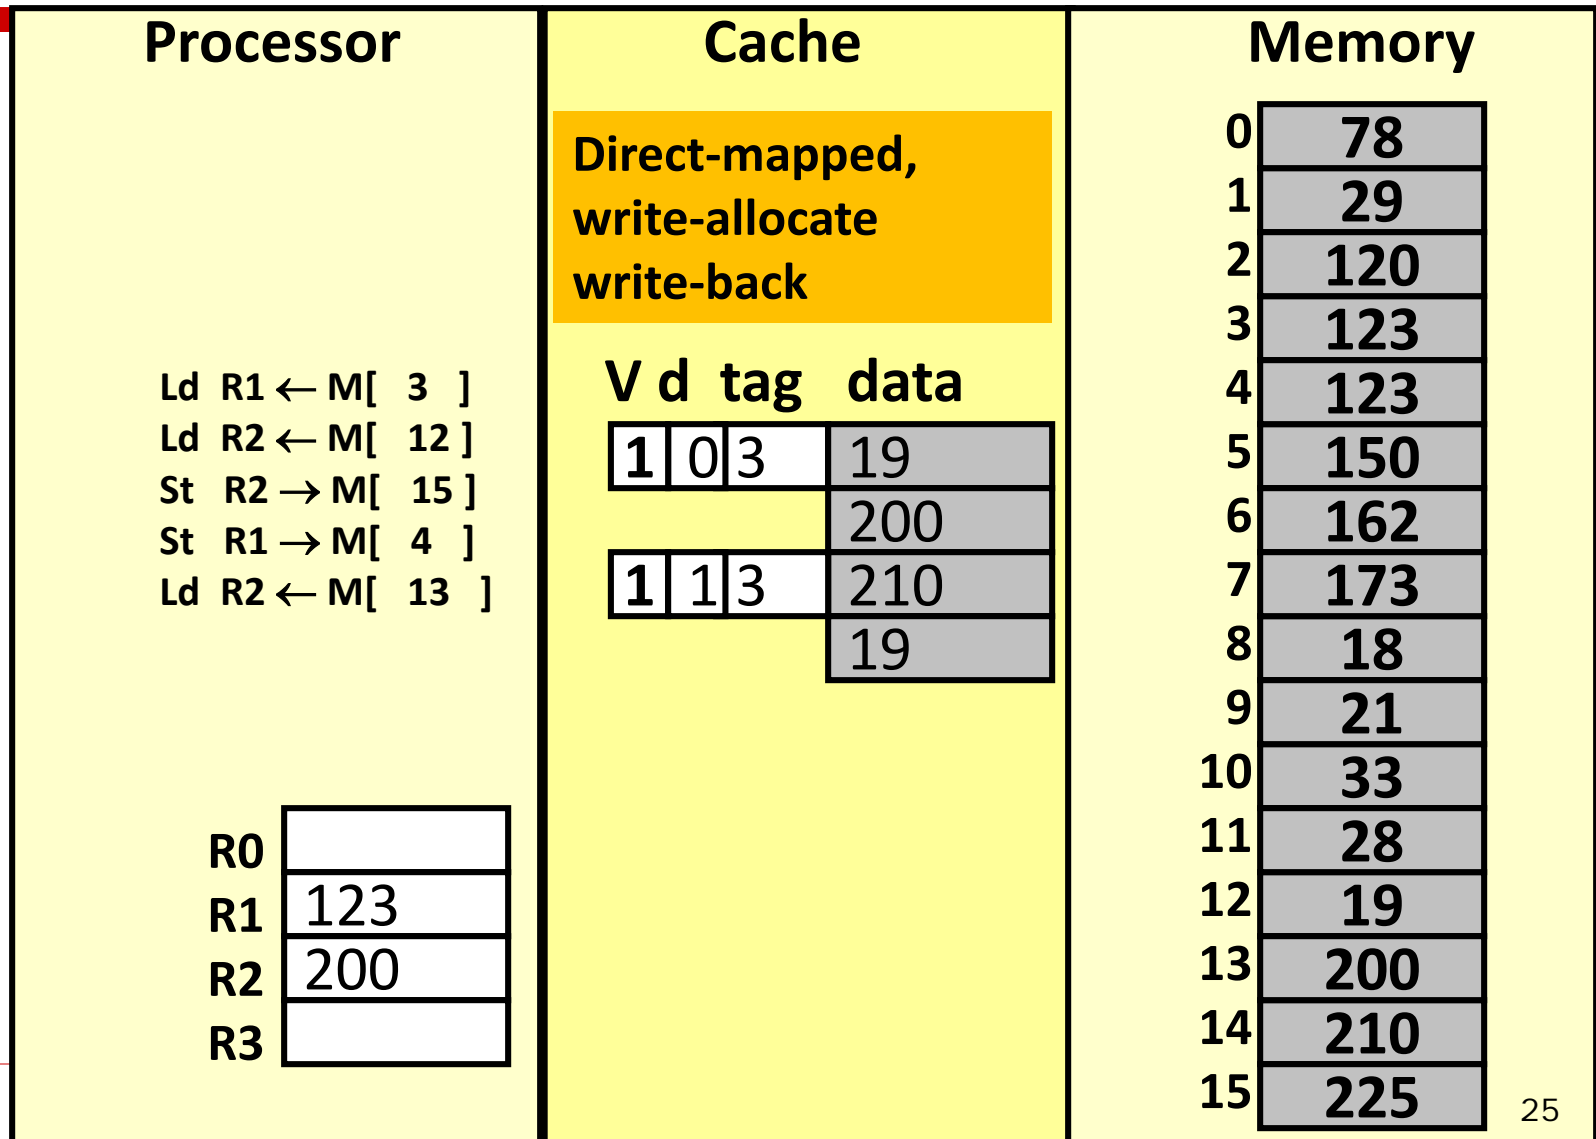 Processor
Ld R1 ← M[ 3 ]
Ld R2 ← M[ 12 ]
St R2 → M[ 15 ]
St R1 → M[ 4 ]
Ld R2 ← M[ 13 ]
R0
R1 123
R2 200
R3
Cache
Direct-mapped,
write-allocate
write-back
V d tag data
1 0 3 19
200
1 1 3 210
19
Memory
0 78
1 29
2 120
3 123
4 123
5 150
6 162
7 173
8 18
9 21
10 33
11 28
12 19
13 200
14 210
15 225
25